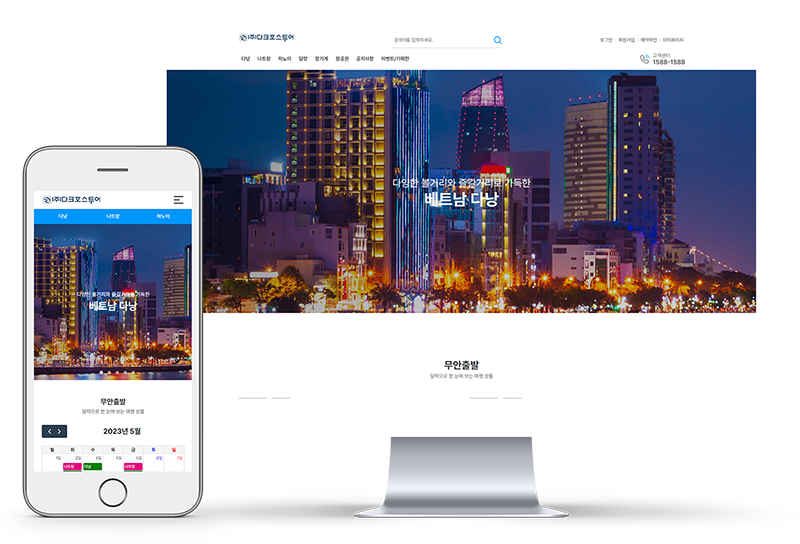 (주)다크포스투어
검색어를 입력하세요.
로그인 회원가입 예약확인 마이페이지
다낭 나트랑 하노이 달랏 장가계 항공권 공지사항 이벤트/기획전
고객센터
1588-1588
다양한 볼거리와 즐길거리로 가득한
베트남 다낭
무안출발
달력으로 한 눈에 보는 여행 상품
(주)다크포스투어
다낭 나트랑 하노이
다양한 볼거리와 즐길거리로 가득한
베트남 다낭
무안출발
달력으로 한 눈에 보는 여행 상품
2023년 5월
월 화 수 목 금 토 일
1일 2일 3일 4일 5일 6일 7일
나트랑 다낭 나트랑